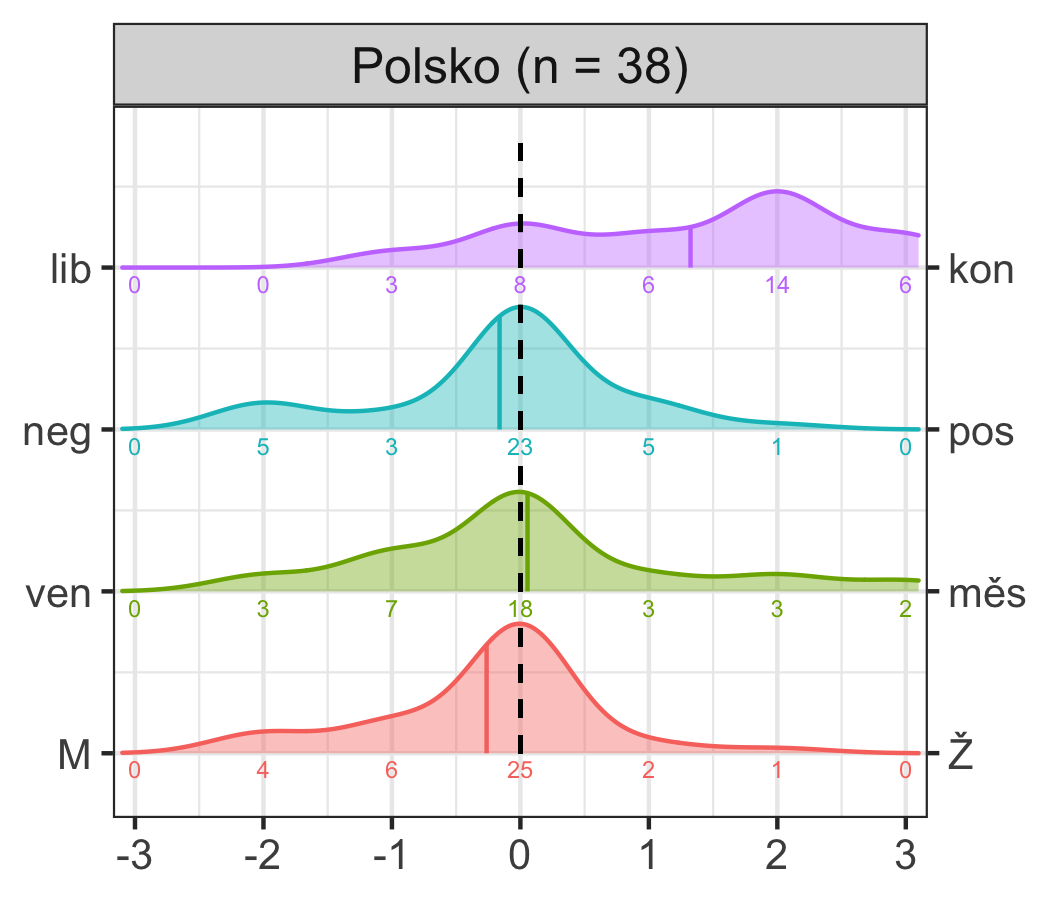 Polsko (n = 38)
lib kon
0 0 3 8 6 14 6
neg pos
0 5 3 23 5 1 0
ven měs
0 3 7 18 3 3 2
M Ž
0 4 6 25 2 1 0
-3 -2 -1 0 1 2 3